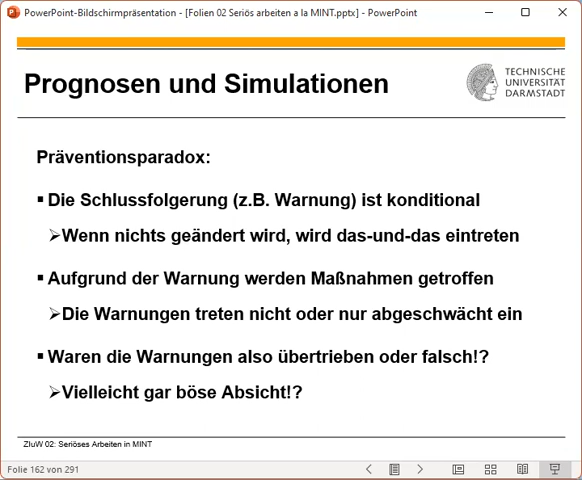 PowerPoint-Bildschirmpräsentation - [Folien 02 Seriös arbeiten a la MINT.pptx] - PowerPoint
Prognosen und Simulationen
TECHNISCHE
UNIVERSITÄT
DARMSTADT
Präventionsparadox:
▪ Die Schlussfolgerung (z.B. Warnung) ist konditional
➢Wenn nichts geändert wird, wird das-und-das eintreten
▪ Aufgrund der Warnung werden Maßnahmen getroffen
➢Die Warnungen treten nicht oder nur abgeschwächt ein
▪ Waren die Warnungen also übertrieben oder falsch!?
➢Vielleicht gar böse Absicht!?
ZIuW 02: Seriöses Arbeiten in MINT
Folie 162 von 291